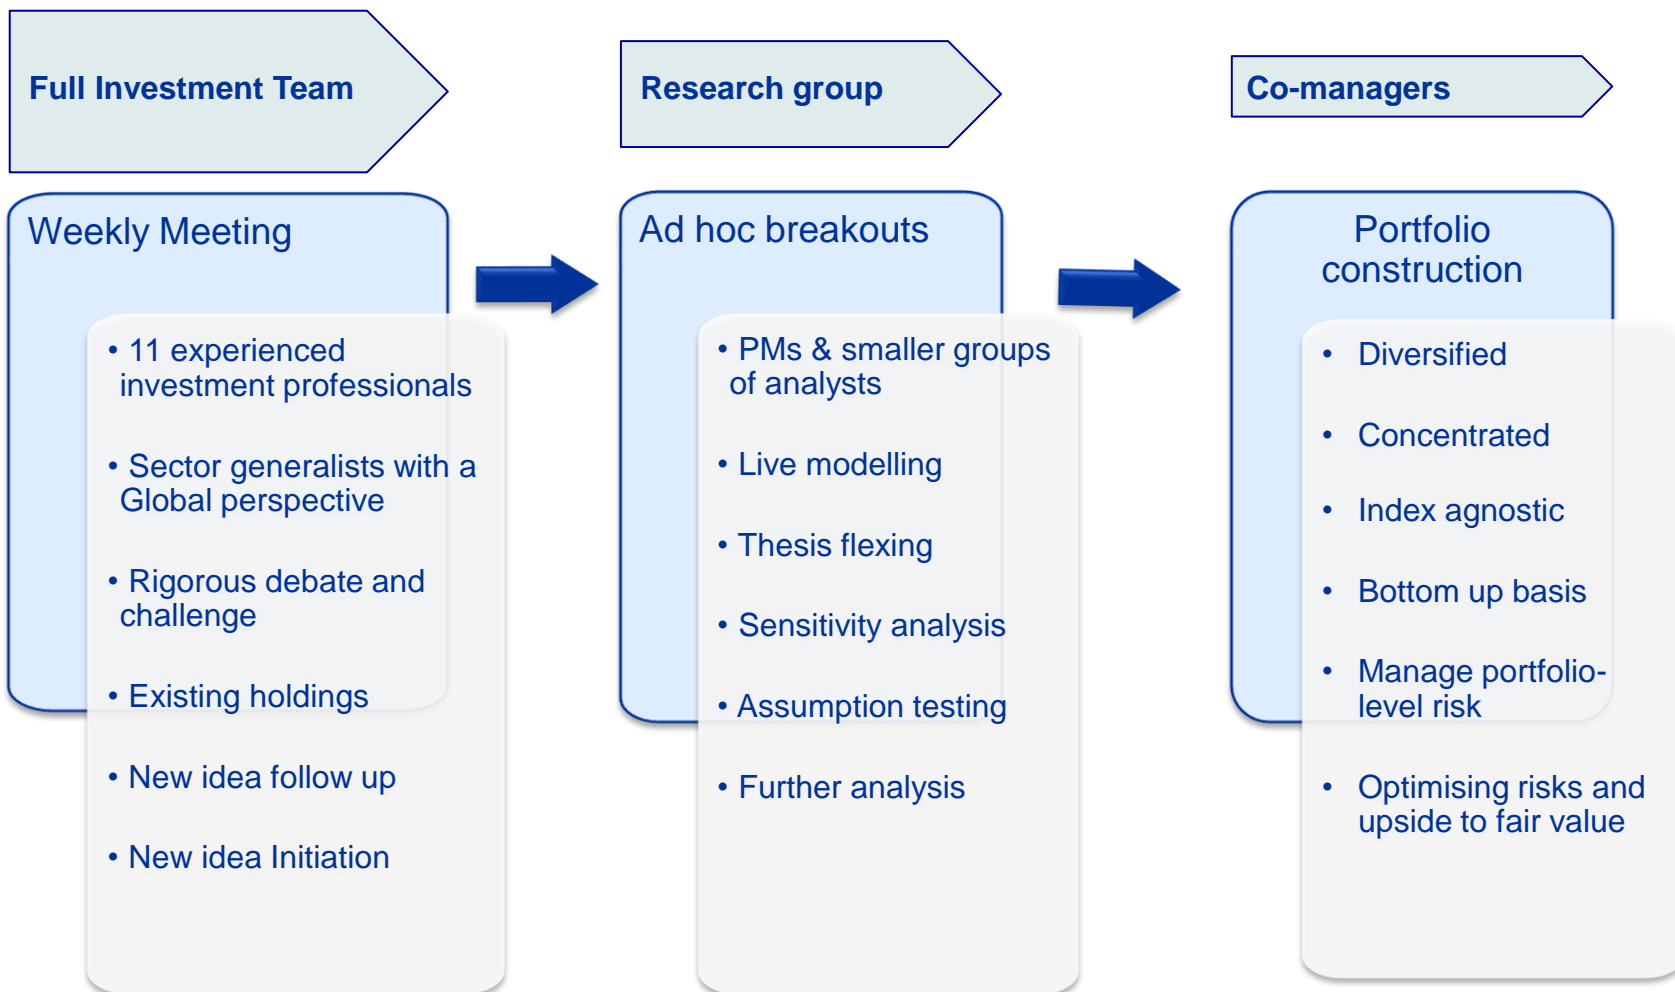 Full Investment Team
Research group
Co-managers
Weekly Meeting
• 11 experienced
investment professionals
• Sector generalists with a
Global perspective
• Rigorous debate and
challenge
• Existing holdings
• New idea follow up
• New idea Initiation
Ad hoc breakouts
• PMs & smaller groups
of analysts
• Live modelling
• Thesis flexing
• Sensitivity analysis
• Assumption testing
• Further analysis
Portfolio
construction
• Diversified
• Concentrated
• Index agnostic
• Bottom up basis
• Manage portfolio-
level risk
• Optimising risks and
upside to fair value